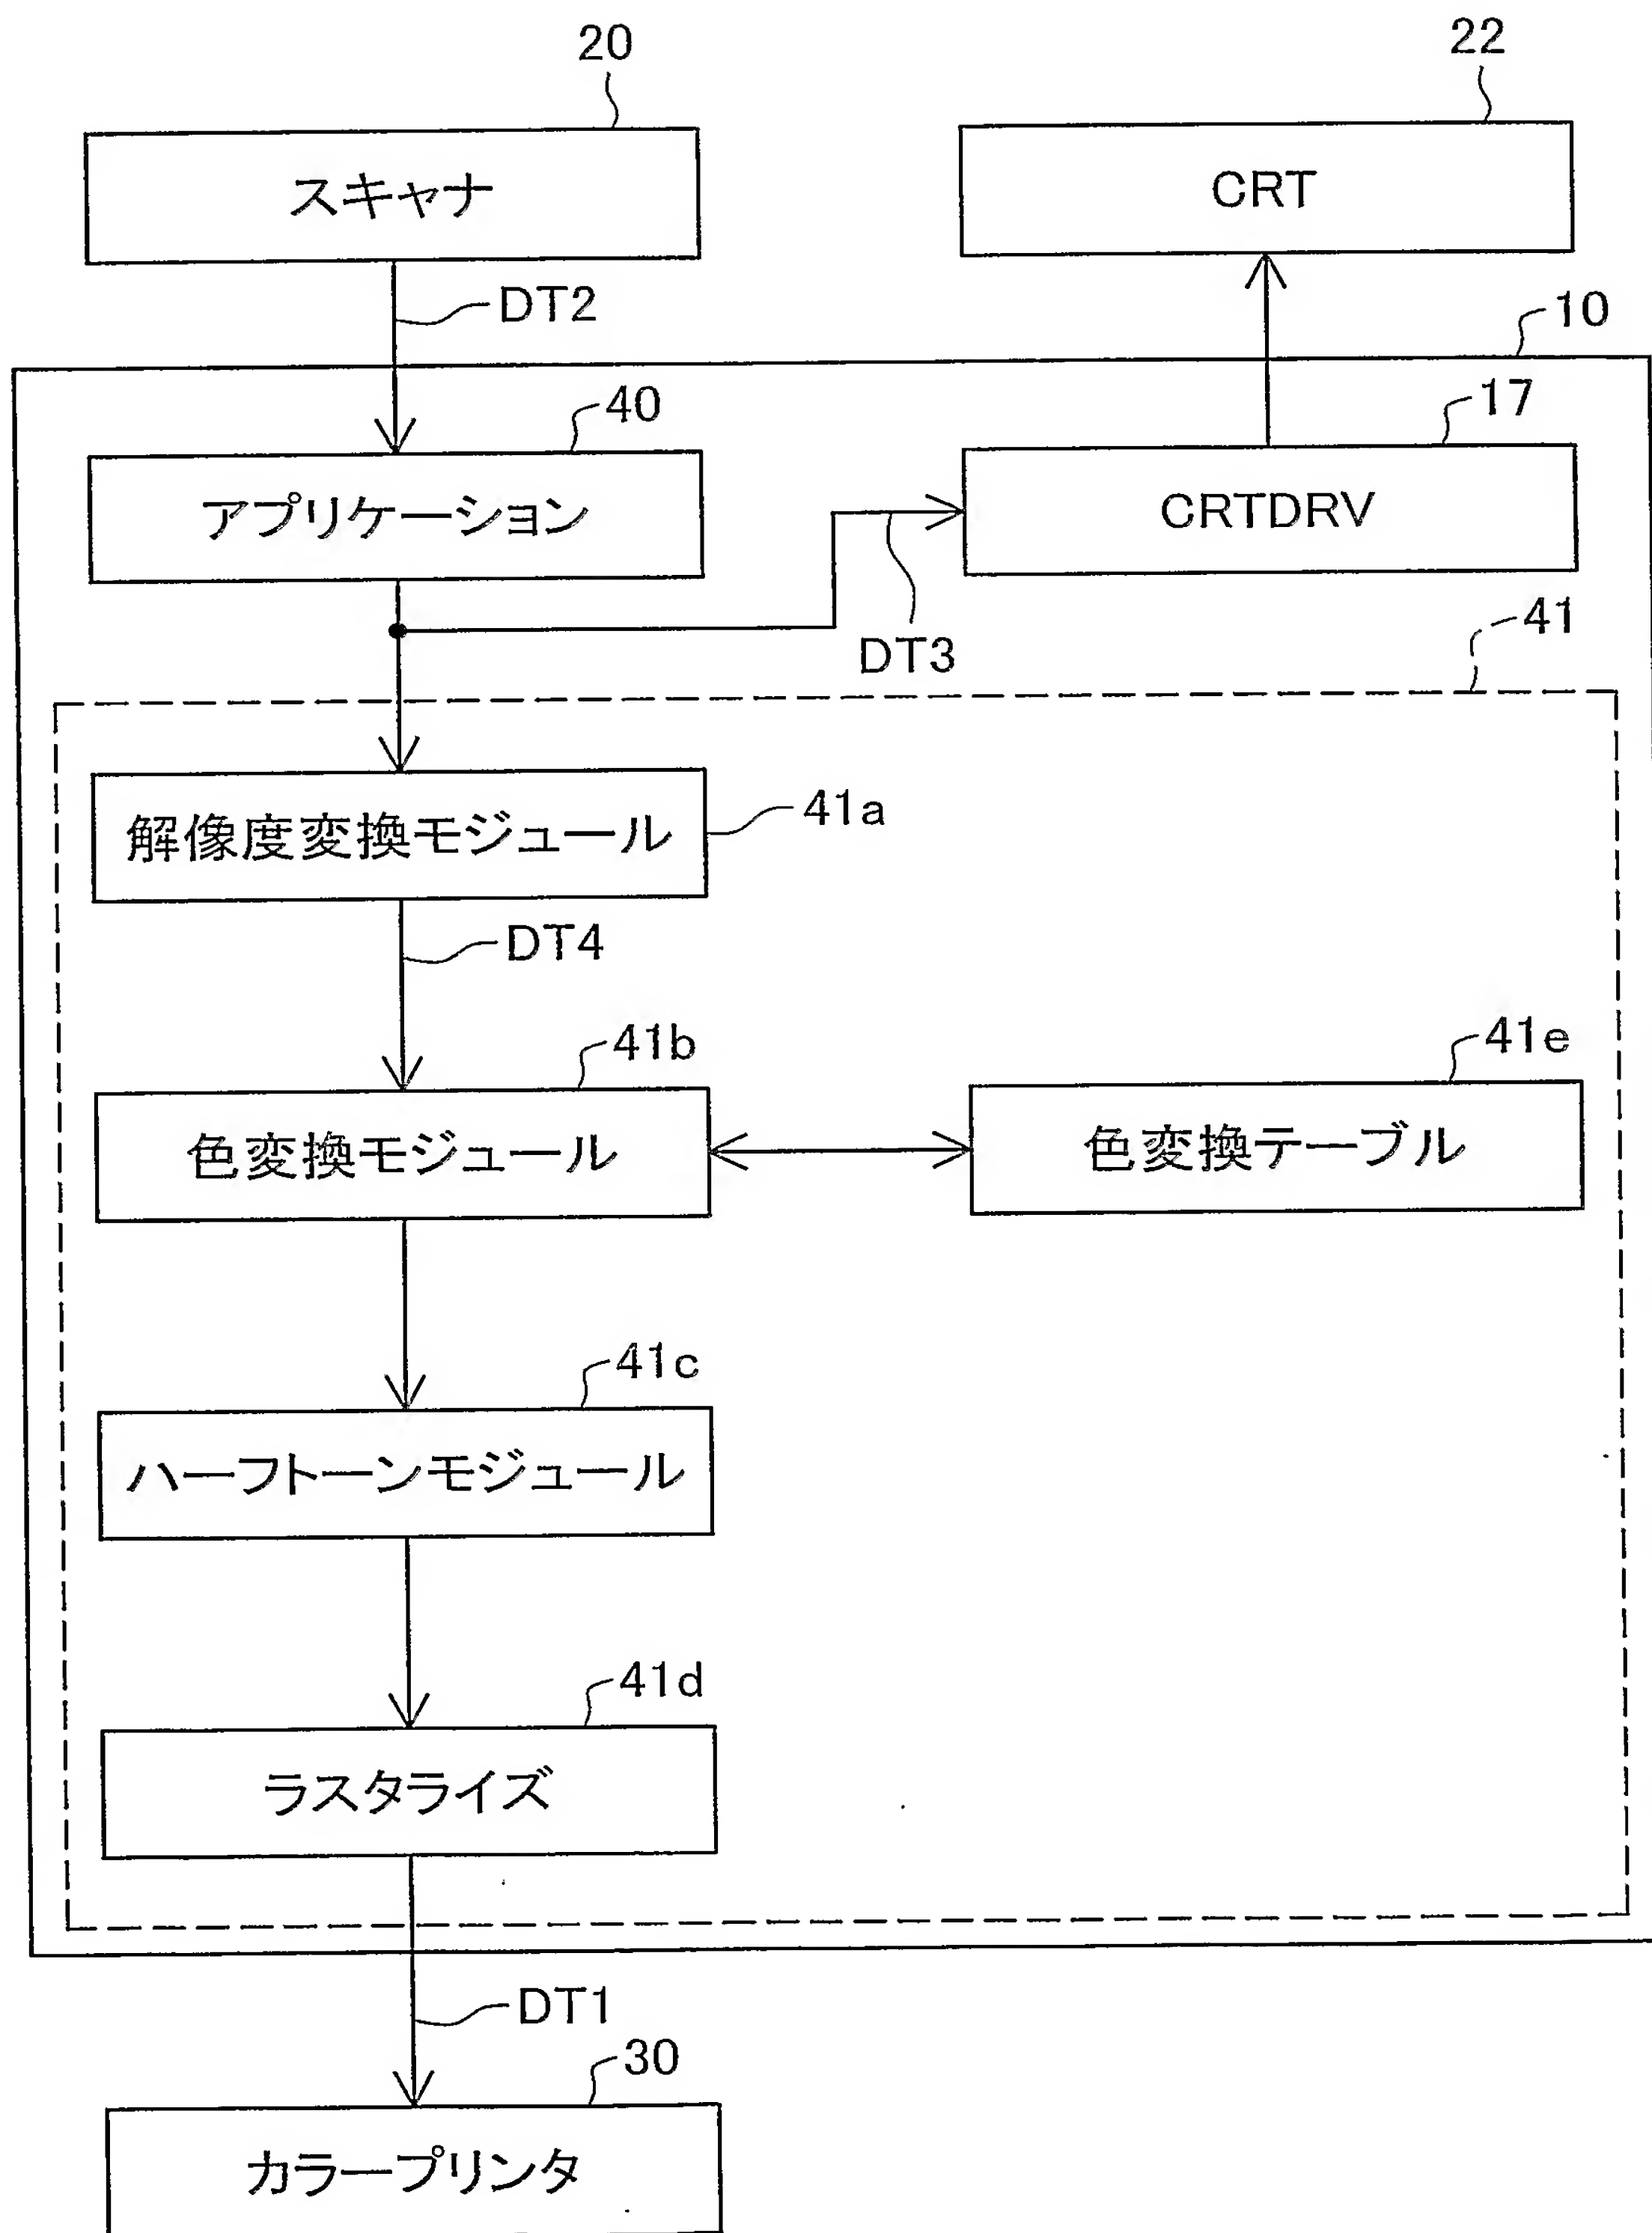 20
22
スキャナ
CRT
DT2
10
40
17
アプリケーション
CRTDRV
DT3
41
解像度変換モジュール
41a
DT4
41b
41e
色変換モジュール
色変換テーブル
41c
ハーフトーンモジュール
41d
ラスタライズ
DT1
30
カラープリンタ